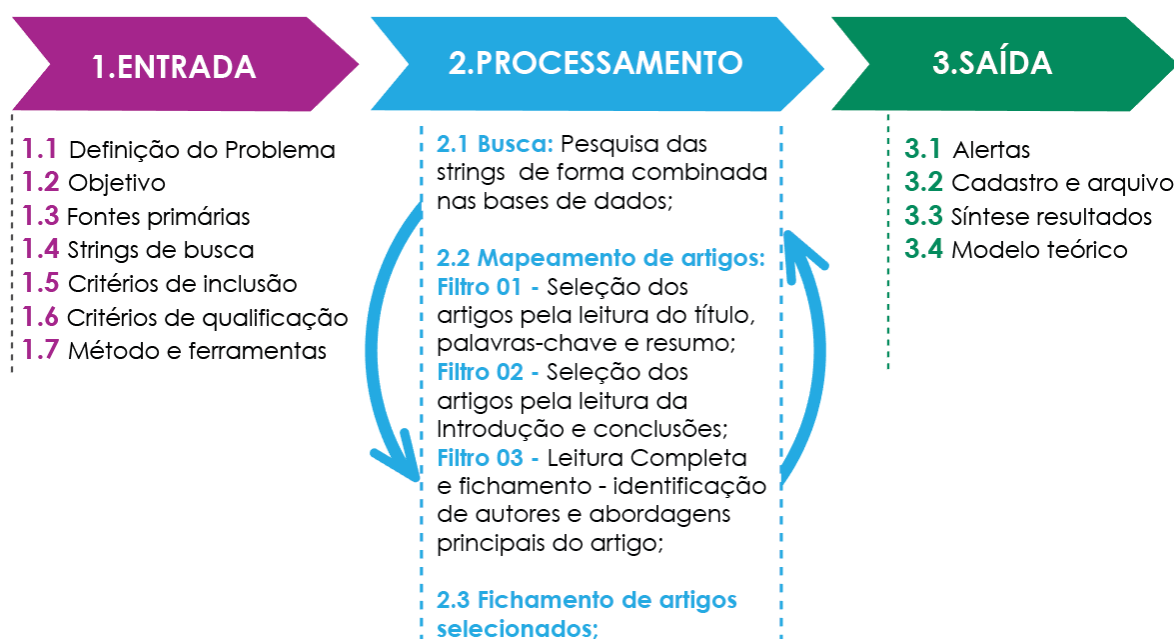 1.ENTRADA
1.1 Definição do Problema
1.2 Objetivo
1.3 Fontes primárias
1.4 Strings de busca
1.5 Critérios de inclusão
1.6 Critérios de qualificação
1.7 Método e ferramentas
2.PROCESSAMENTO
2.1 Busca: Pesquisa das
strings de forma combinada
nas bases de dados;
2.2 Mapeamento de artigos:
Filtro 01 - Seleção dos
artigos pela leitura do título,
palavras-chave e resumo;
Filtro 02 - Seleção dos
artigos pela leitura da
Introdução e conclusões;
Filtro 03 - Leitura Completa
e fichamento - identificação
de autores e abordagens
principais do artigo;
2.3 Fichamento de artigos
selecionados;
3.SAÍDA
3.1 Alertas
3.2 Cadastro e arquivo
3.3 Síntese resultados
3.4 Modelo teórico